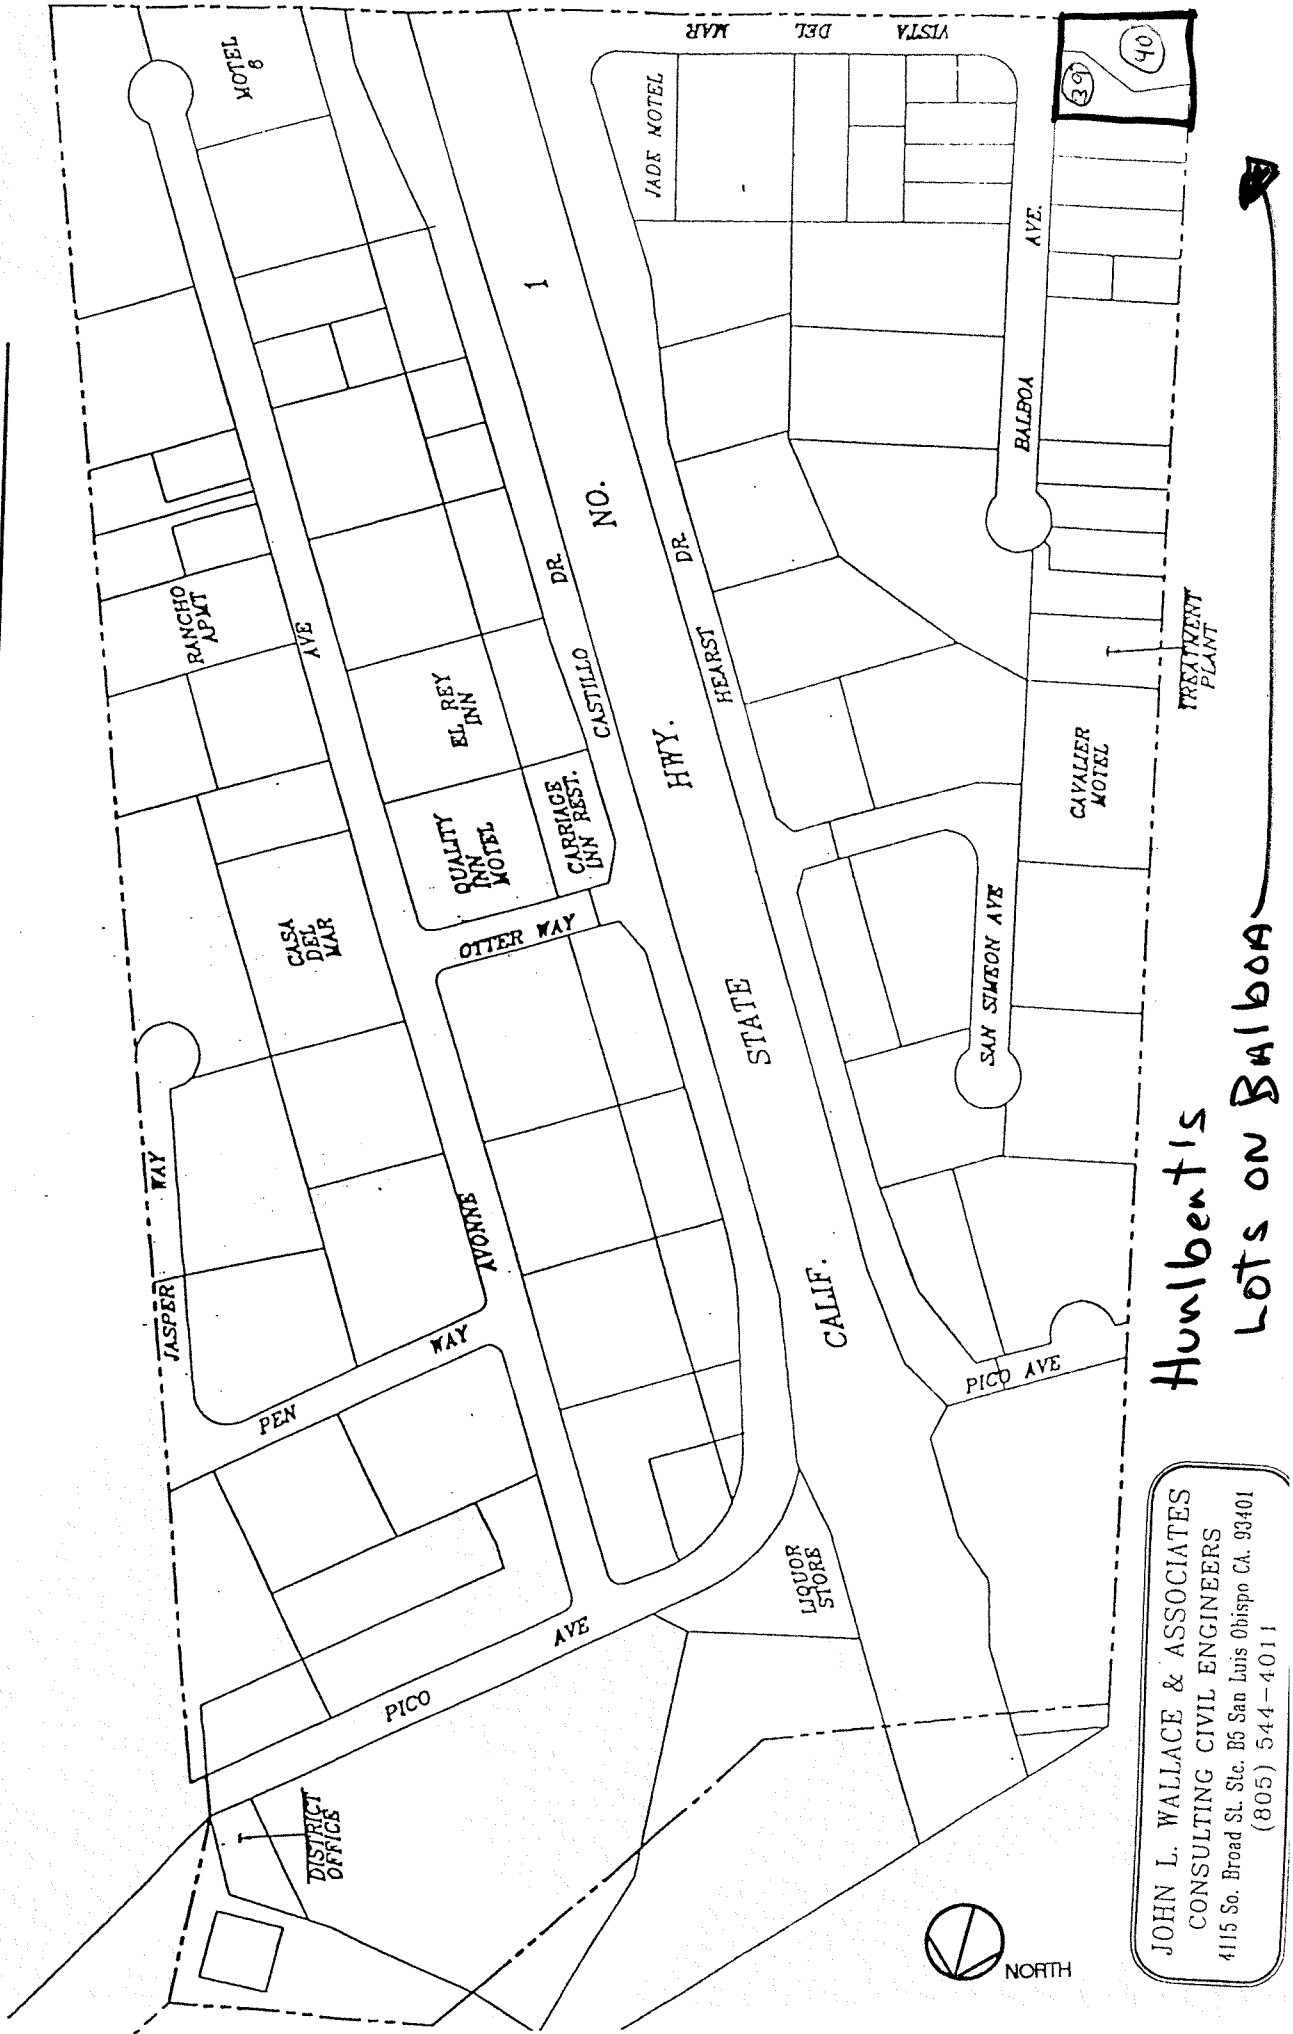 MOTEL
6
JADE MOTEL
VISTA DEL MAR
39
40
1
NO.
HWY.
STATE
CALIF.
RANCHO
APMT
AVE
AVONNE
DR.
CASTILLO
HEARST
DR.
BALBOA
AVE.
EL REY
INN
QUALITY
INN
MOTEL
CARRIAGE
INN REST.
OTTER WAY
CASA
DEL
MAR
CAVALIER
MOTEL
TREATMENT
PLANT
SAN SIMEON AVE
JASPER WAY
PEN WAY
PICO AVE
PICO AVE
LIQUOR
STORE
DISTRICT
OFFICE
NORTH
Lots on Balboa
JOHN L. WALLACE & ASSOCIATES
CONSULTING CIVIL ENGINEERS
4115 So. Broad St. Ste. B5 San Luis Obispo CA. 93401
(805) 544-4011